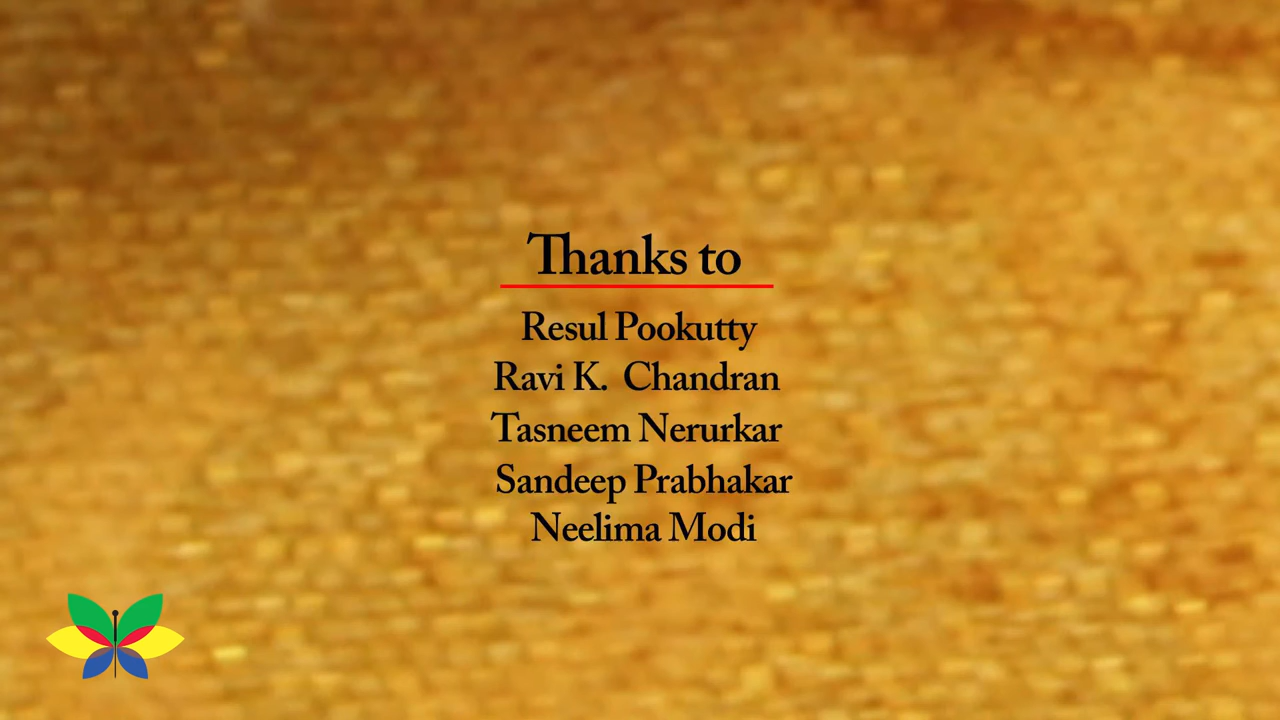 Thanks to
Resul Pookutty
Ravi K. Chandran
Tasneem Nerurkar
Sandeep Prabhakar
Neelima Modi